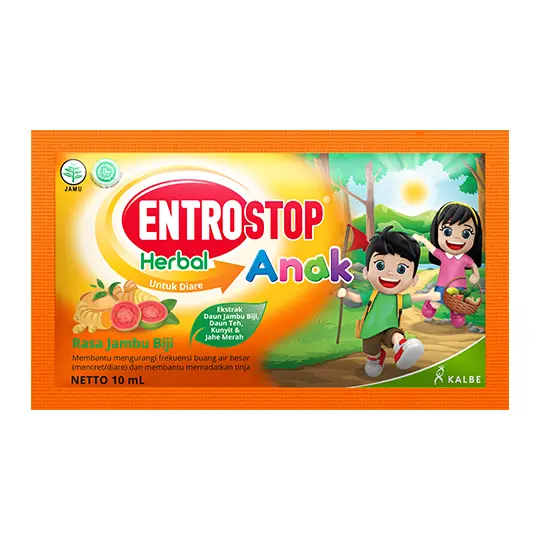 JAMU
ENTROSTOP®
Herbal
Anak
Untuk Diare
Ekstrak
Daun Jambu Biji,
Daun Teh,
Kunyit &
Jahe Merah
Rasa Jambu Biji
Membantu mengurangi frekuensi buang air besar
(mencret/diare) dan membantu memadatkan tinja
NETTO 10 mL
KALBE